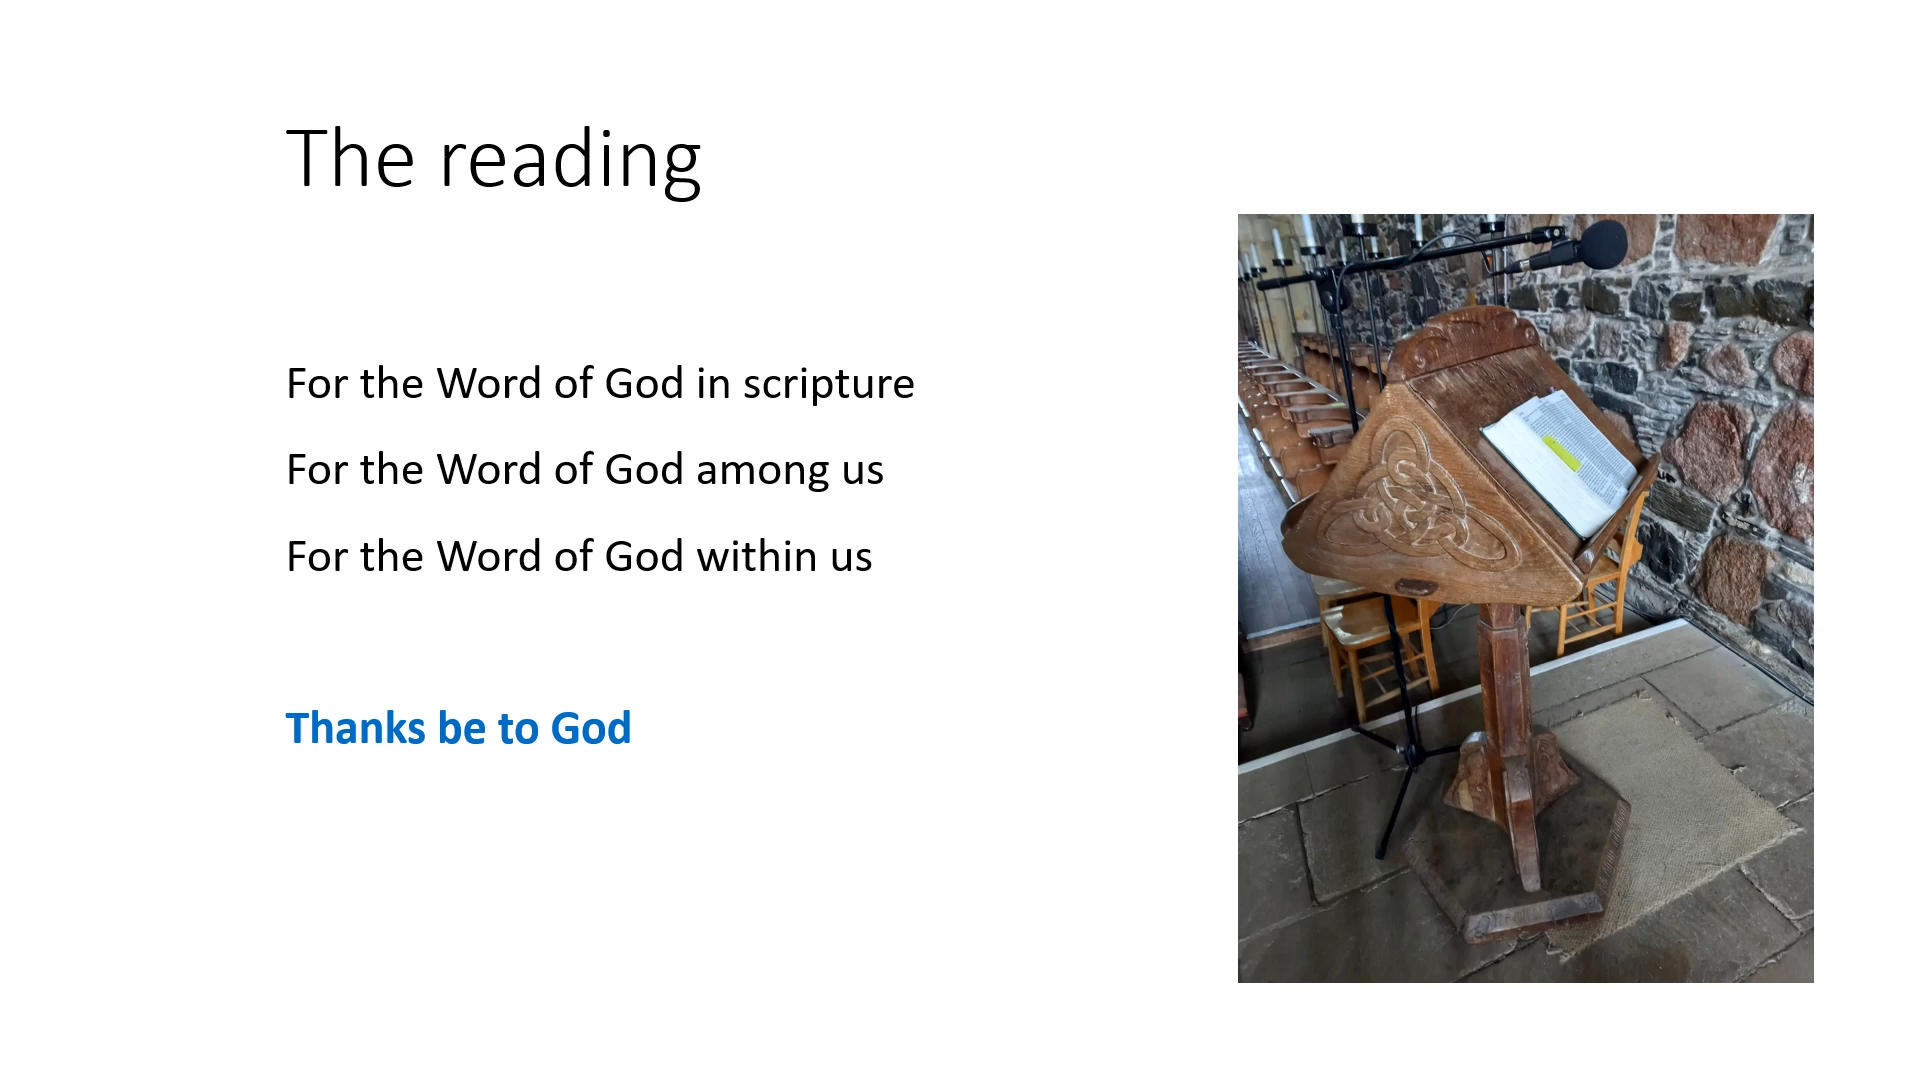 The reading
For the Word of God in scripture
For the Word of God among us
For the Word of God within us
Thanks be to God